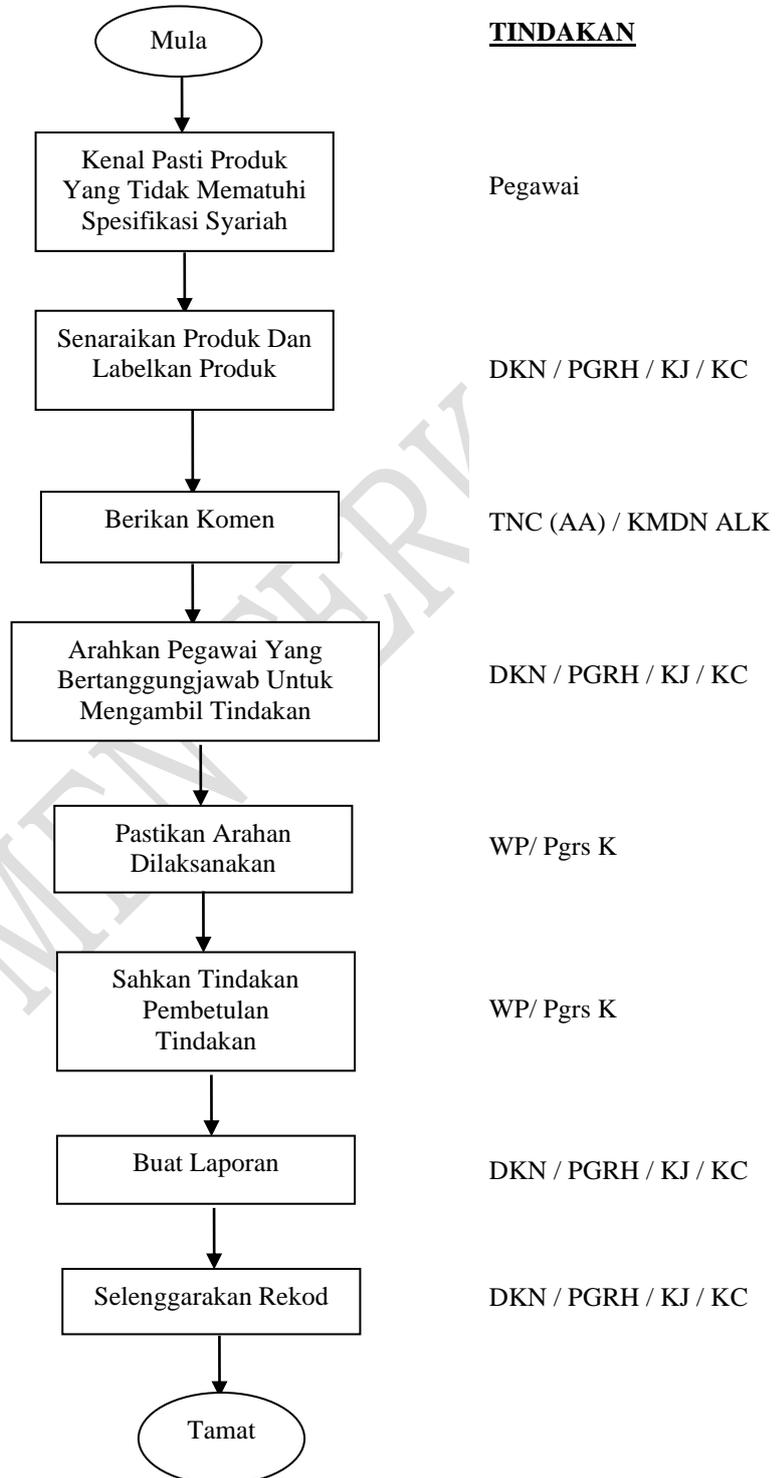 Mula
TINDAKAN
Kenal Pasti Produk
Yang Tidak Mematuhi
Spesifikasi Syariah
Pegawai
Senaraikan Produk Dan
Labelkan Produk
DKN / PGRH / KJ / KC
Berikan Komen
TNC (AA) / KMDN ALK
Arahkan Pegawai Yang
Bertanggungjawab Untuk
Mengambil Tindakan
DKN / PGRH / KJ / KC
Pastikan Arahan
Dilaksanakan
WP/ Pgrs K
Sahkan Tindakan
Pembetulan
Tindakan
WP/ Pgrs K
Buat Laporan
DKN / PGRH / KJ / KC
Selenggarakan Rekod
DKN / PGRH / KJ / KC
Tamat